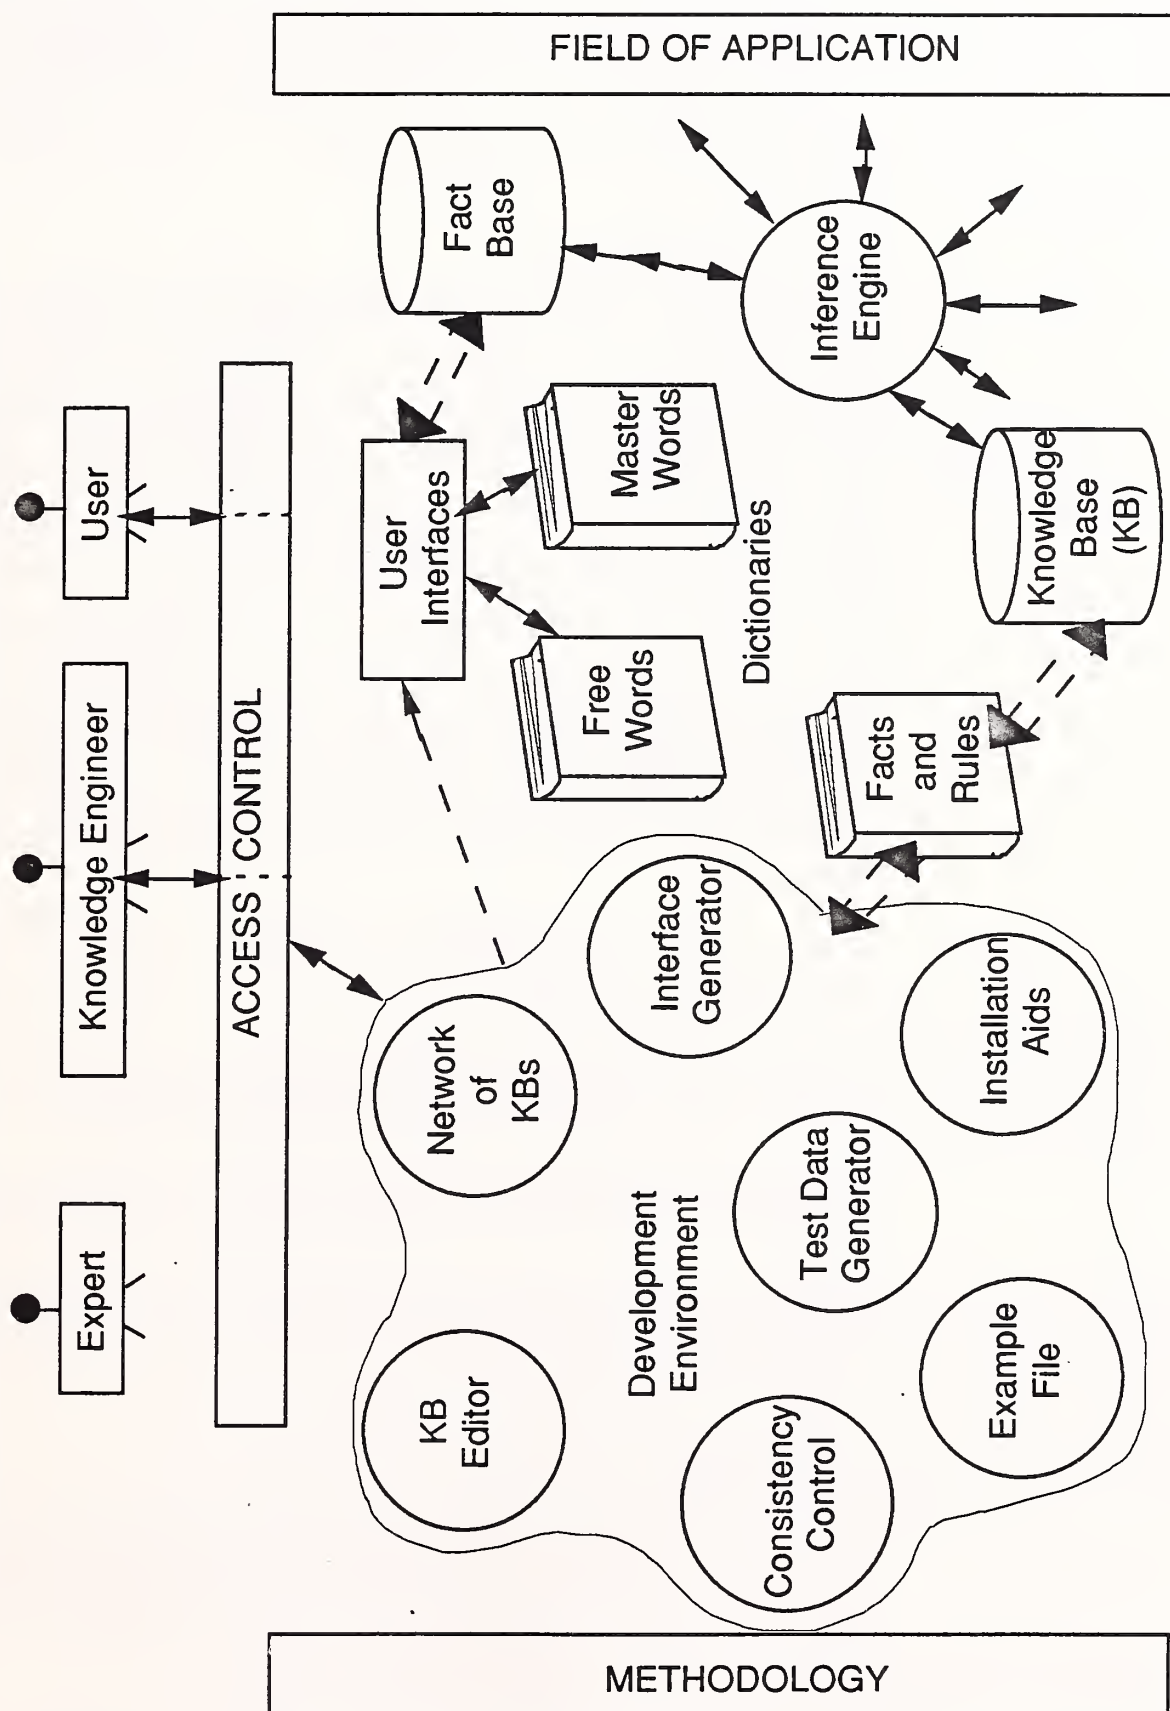 FIELD OF APPLICATION
User
Knowledge Engineer
Expert
ACCESS CONTROL
Fact
Base
User
Interfaces
Master
Words
Free
Words
Dictionaries
Inference
Engine
Knowledge
Base
(KB)
Facts
and
Rules
Network
of
KBs
Interface
Generator
Installation
Aids
Test Data
Generator
Development
Environment
KB
Editor
Example
File
Consistency
Control
METHODOLOGY